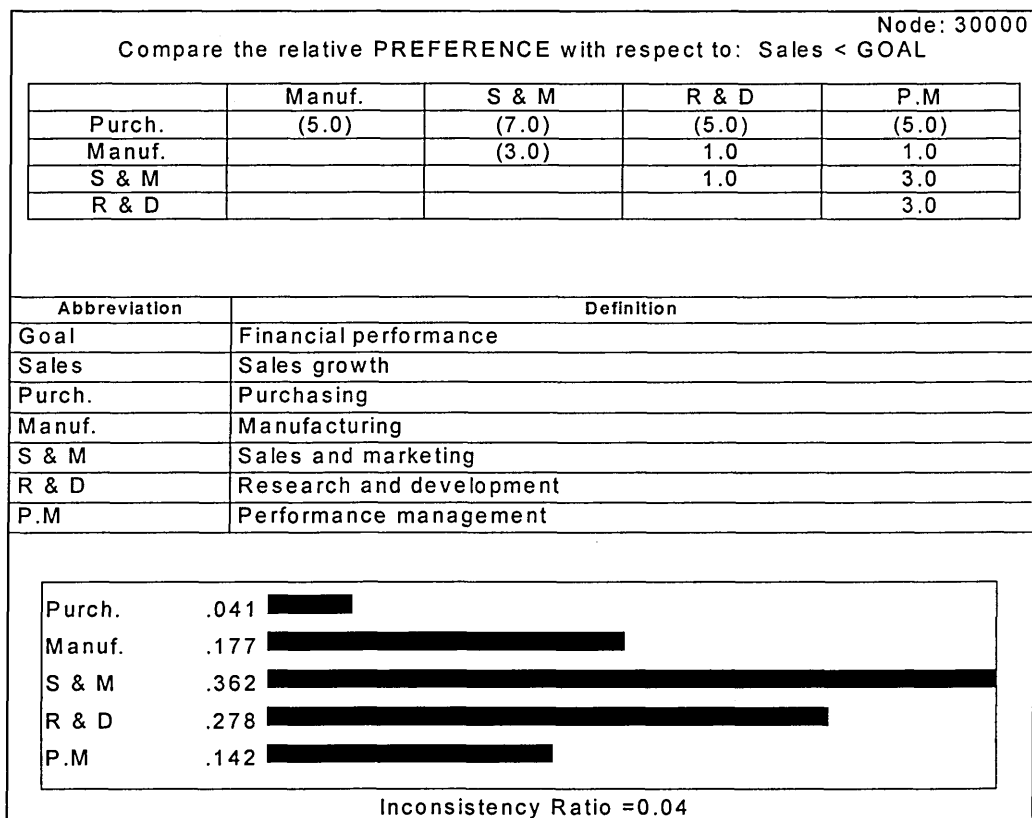 Node: 30000
Compare the relative PREFERENCE with respect to: Sales < GOAL
Manuf. S & M R & D P.M
Purch. (5.0) (7.0) (5.0) (5.0)
Manuf. (3.0) 1.0 1.0
S & M 1.0 3.0
R & D 3.0
Abbreviation Definition
Goal Financial performance
Sales Sales growth
Purch. Purchasing
Manuf. Manufacturing
S & M Sales and marketing
R & D Research and development
P.M Performance management
Purch. .041
Manuf. .177
S & M .362
R & D .278
P.M .142
Inconsistency Ratio =0.04